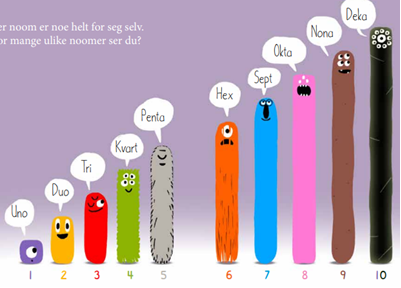 er noom er noe helt for seg selv.
or mange ulike noomer ser du?
Uno
Duo
Tri
Kvart
Penta
Hex
Sept
Okta
Nona
Deka
1 2 3 4 5 6 7 8 9 10